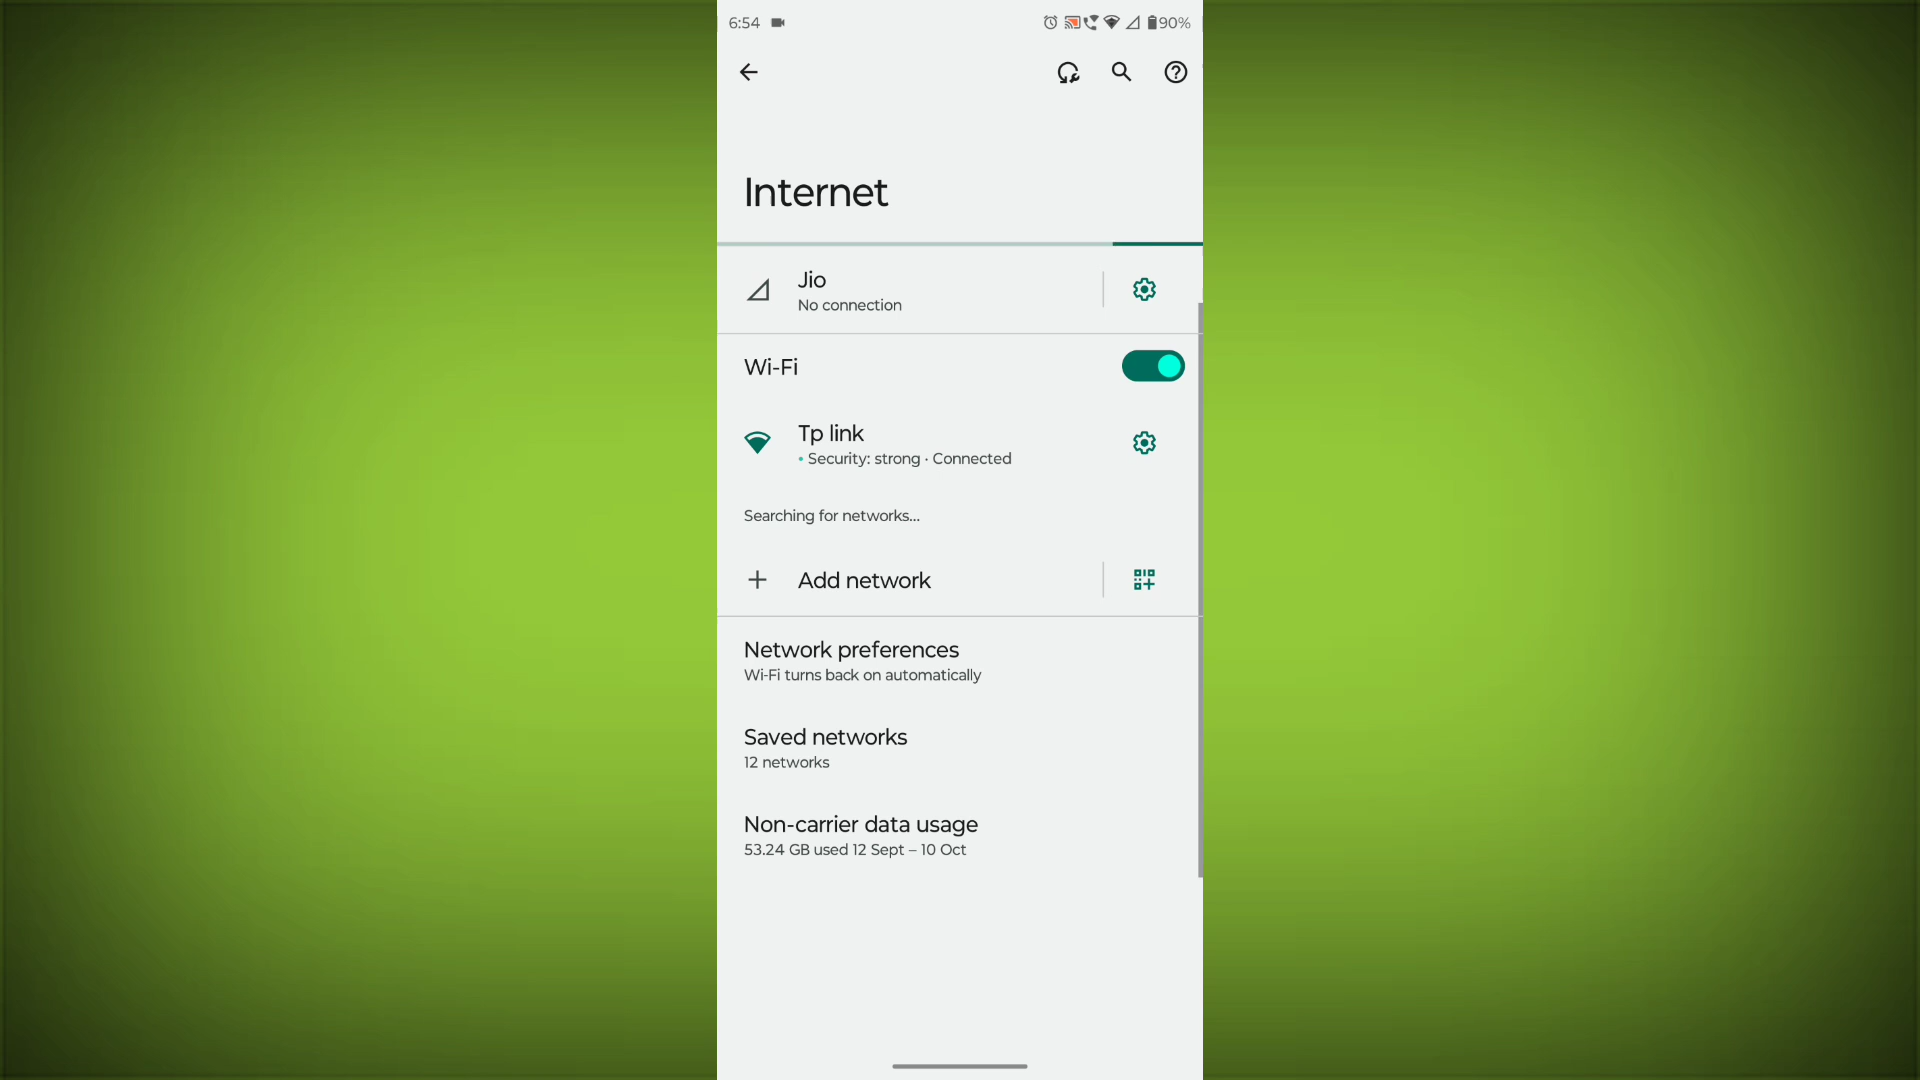 6:54
90%
Internet
Jio
No connection
Wi-Fi
Tp link
• Security: strong · Connected
Searching for networks...
Add network
Network preferences
Wi-Fi turns back on automatically
Saved networks
12 networks
Non-carrier data usage
53.24 GB used 12 Sept – 10 Oct